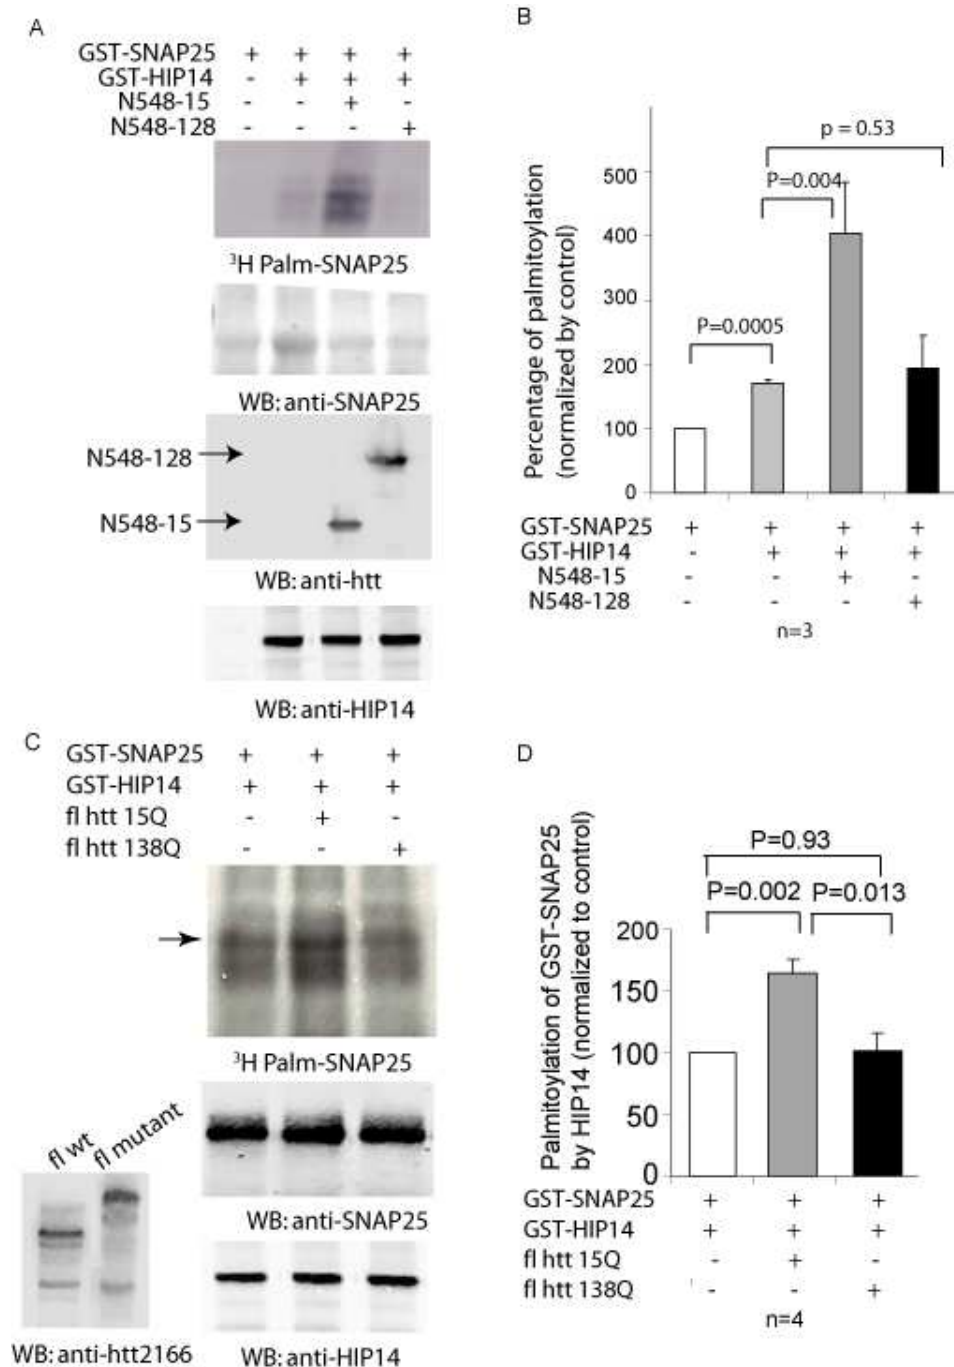 A
GST-SNAP25 + + + +
GST-HIP14 - + + +
N548-15 - - + -
N548-128 - - - +
³H Palm-SNAP25
WB: anti-SNAP25
N548-128
N548-15
WB: anti-htt
WB: anti-HIP14
B
Percentage of palmitoylation
(normalized by control)
500
400
300
200
100
0
p = 0.53
P=0.004
P=0.0005
GST-SNAP25 + + + +
GST-HIP14 - + + +
N548-15 - - + -
N548-128 - - - +
n=3
C
GST-SNAP25 + + +
GST-HIP14 + + +
fl htt 15Q - + -
fl htt 138Q - - +
³H Palm-SNAP25
WB: anti-SNAP25
fl wt
fl mutant
WB: anti-htt2166
WB: anti-HIP14
D
Palmitoylation of GST-SNAP25
by HIP14 (normalized to control)
200
150
100
50
0
P=0.93
P=0.002
P=0.013
GST-SNAP25 + + +
GST-HIP14 + + +
fl htt 15Q - + -
fl htt 138Q - - +
n=4